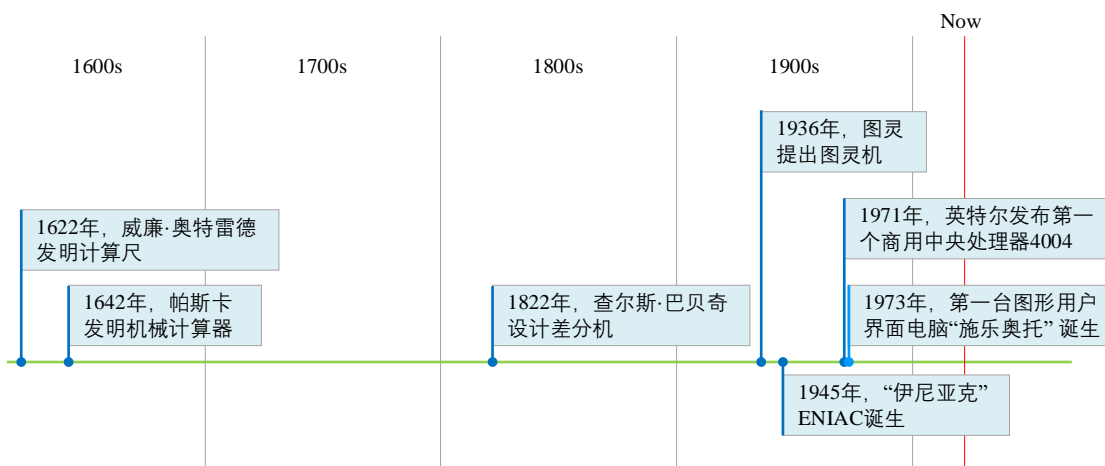 Now
1600s
1700s
1800s
1900s
1936年，图灵
提出图灵机
1622年，威廉·奥特雷德
发明计算尺
1971年，英特尔发布第一
个商用中央处理器4004
1642年，帕斯卡
发明机械计算器
1822年，查尔斯·巴贝奇
设计差分机
1973年，第一台图形用户
界面电脑“施乐奥托” 诞生
1945年，“伊尼亚克”
ENIAC诞生